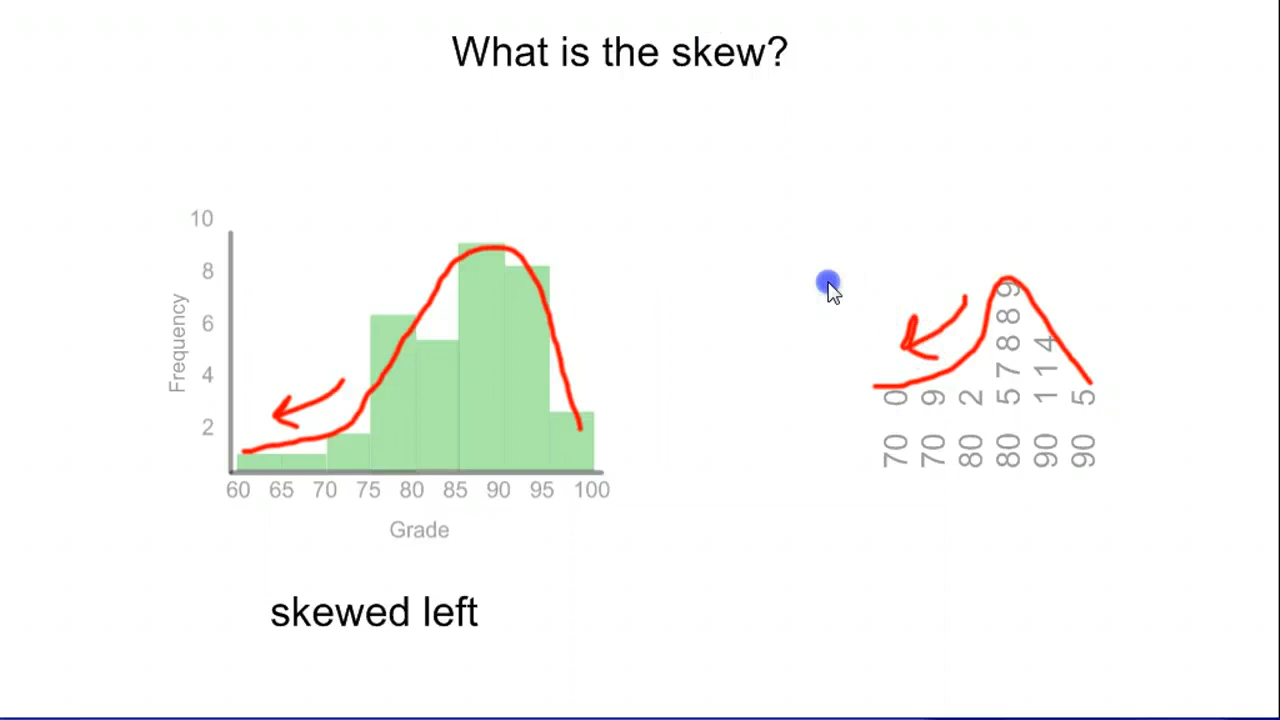 What is the skew?
10
8
6
4
2
Frequency
60 65 70 75 80 85 90 95 100
Grade
70 0
70 9
80 2
80 5 7 8 8 9
90 1 1 4
90 5
skewed left